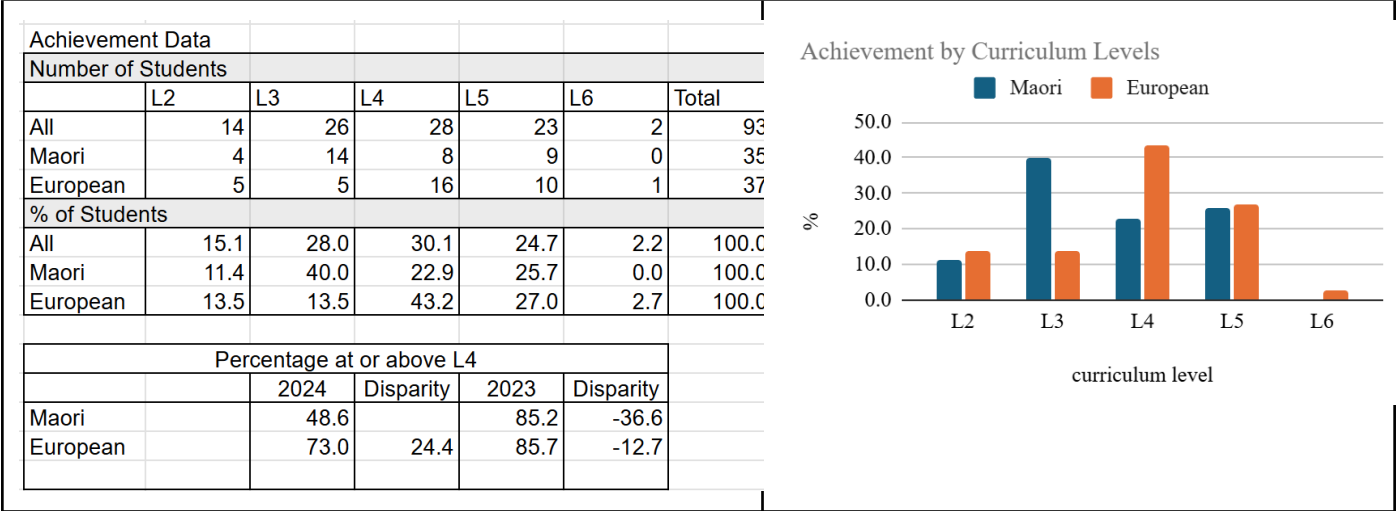 Achievement Data
Number of Students
L2 L3 L4 L5 L6 Total
All 14 26 28 23 2 93
Maori 4 14 8 9 0 35
European 5 5 16 10 1 37
% of Students
All 15.1 28.0 30.1 24.7 2.2 100.0
Maori 11.4 40.0 22.9 25.7 0.0 100.0
European 13.5 13.5 43.2 27.0 2.7 100.0
Percentage at or above L4
2024 Disparity 2023 Disparity
Maori 48.6 85.2 -36.6
European 73.0 24.4 85.7 -12.7
Achievement by Curriculum Levels
Maori European
50.0
40.0
30.0
20.0
10.0
0.0
%
L2 L3 L4 L5 L6
curriculum level